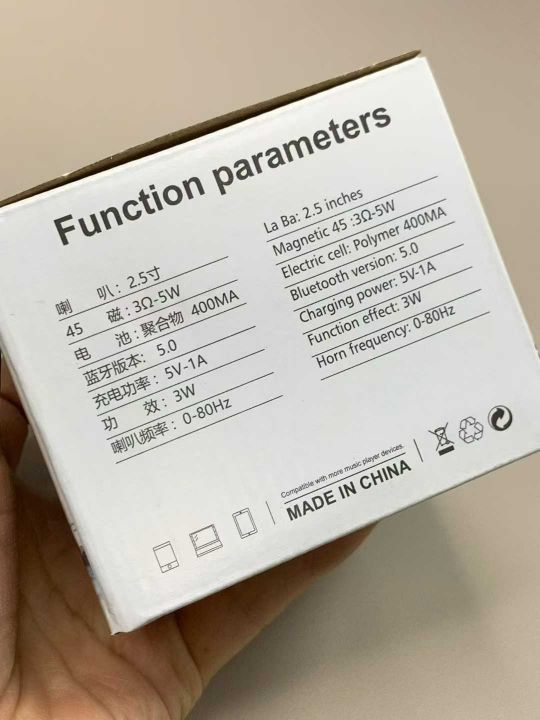 Function parameters
喇 叭：2.5寸
45 磁：3Ω-5W
电 池：聚合物 400MA
蓝牙版本： 5.0
充电功率：5V-1A
功 效：3W
喇叭频率：0-80Hz
La Ba: 2.5 inches
Magnetic 45 :3Ω-5W
Electric cell: Polymer 400MA
Bluetooth version: 5.0
Charging power: 5V-1A
Function effect: 3W
Horn frequency: 0-80Hz
Compatible with more music player devices.
MADE IN CHINA